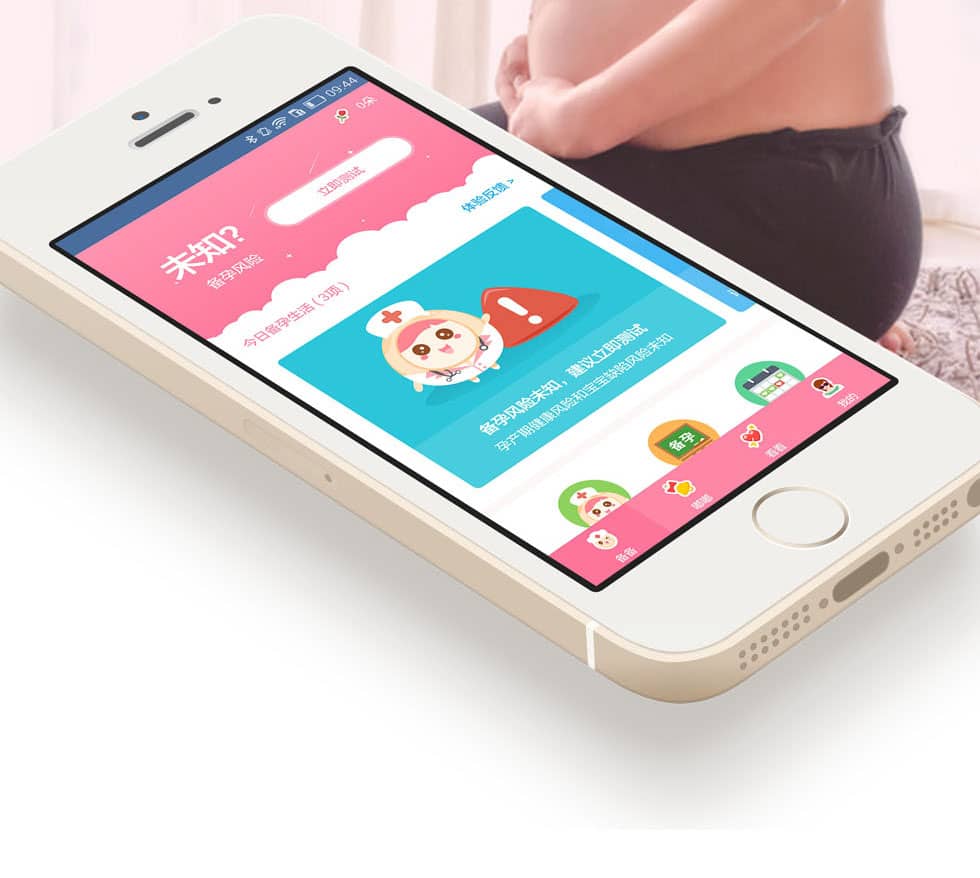 09:44
0朵
未知?
备孕风险
立即测试
今日备孕生活(3项)
体验反馈 >
备孕风险未知,建议立即测试
孕产期健康风险和宝宝缺陷风险未知
备孕
备备
嘟嘟
看看
我的